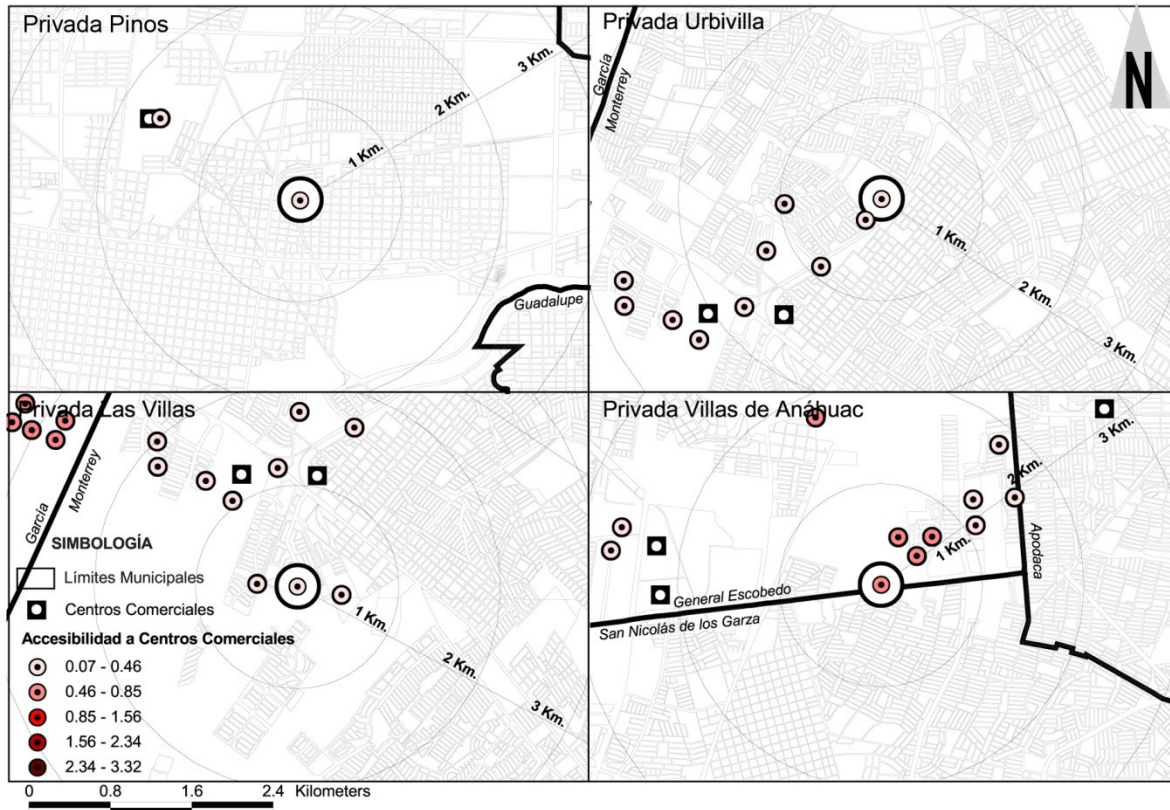 Privada Pinos
1 Km.
2 Km.
3 Km.
Guadalupe
Privada Urbivilla
García
Monterrey
N
1 Km.
2 Km.
3 Km.
Privada Las Villas
García
Monterrey
1 Km.
2 Km.
3 Km.
SIMBOLOGÍA
Límites Municipales
Centros Comerciales
Accesibilidad a Centros Comerciales
0.07 - 0.46
0.46 - 0.85
0.85 - 1.56
1.56 - 2.34
2.34 - 3.32
Privada Villas de Anáhuac
1 Km.
2 Km.
3 Km.
Apodaca
General Escobedo
San Nicolás de los Garza
0 0.8 1.6 2.4 Kilometers